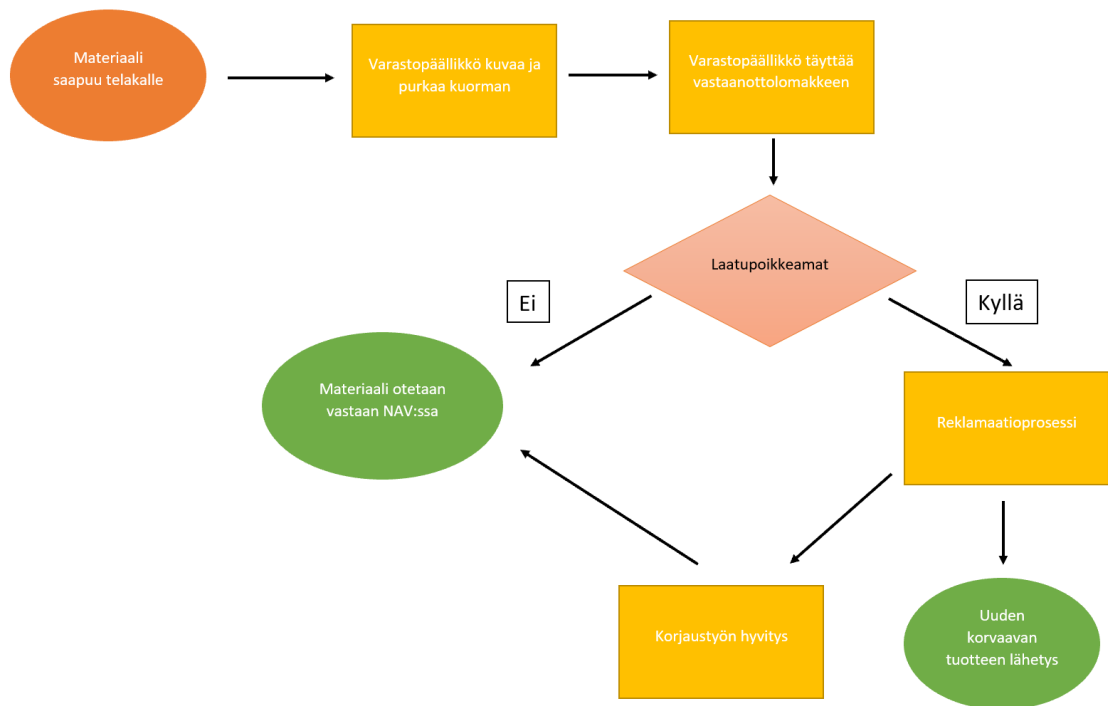 Materiaali
saapuu telakalle
Varastopäällikkö kuvaa ja
purkaa kuorman
Varastopäällikkö täyttää
vastaanottolomakkeen
Laatupoikkeamat
Ei
Kyllä
Materiaali otetaan
vastaan NAV:ssa
Reklamaatioprosessi
Korjaustyön hyvitys
Uuden
korvaavan
tuotteen lähetys